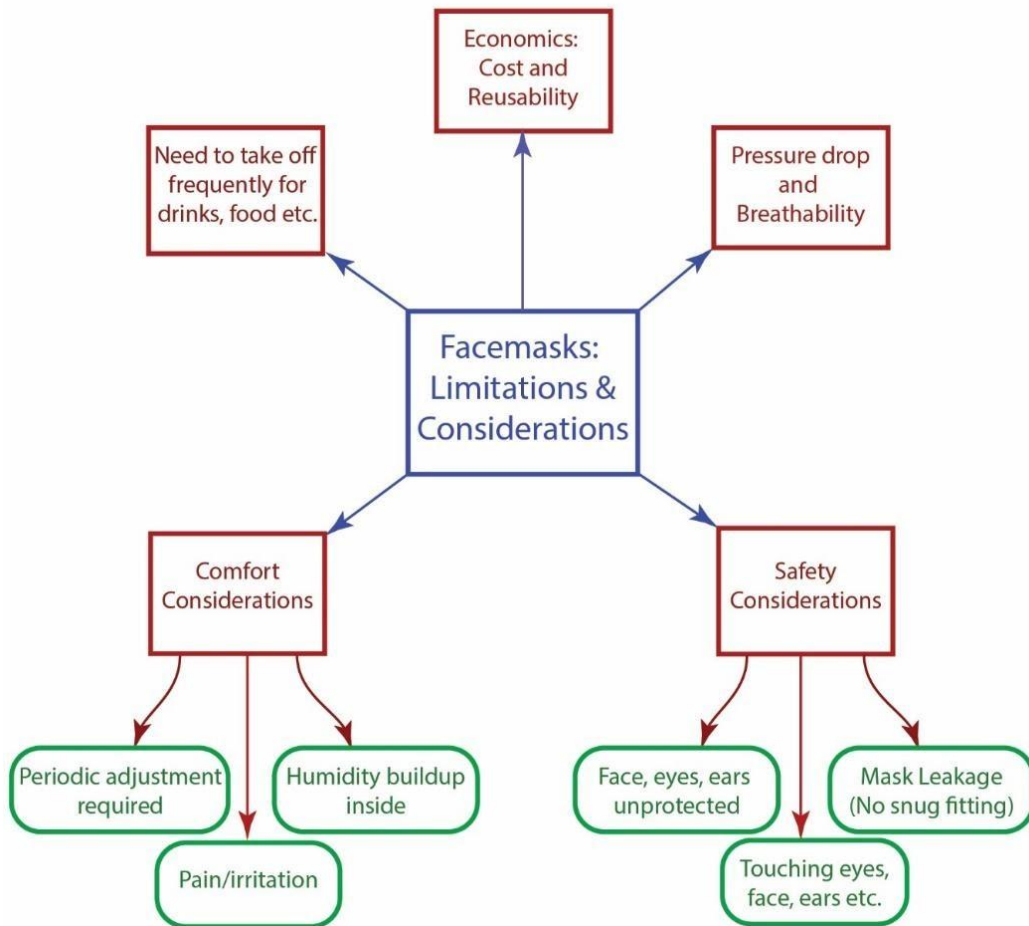 Economics:
Cost and
Reusability
Need to take off
frequently for
drinks, food etc.
Pressure drop
and
Breathability
Facemasks:
Limitations &
Considerations
Comfort
Considerations
Safety
Considerations
Periodic adjustment
required
Humidity buildup
inside
Pain/irritation
Face, eyes, ears
unprotected
Mask Leakage
(No snug fitting)
Touching eyes,
face, ears etc.